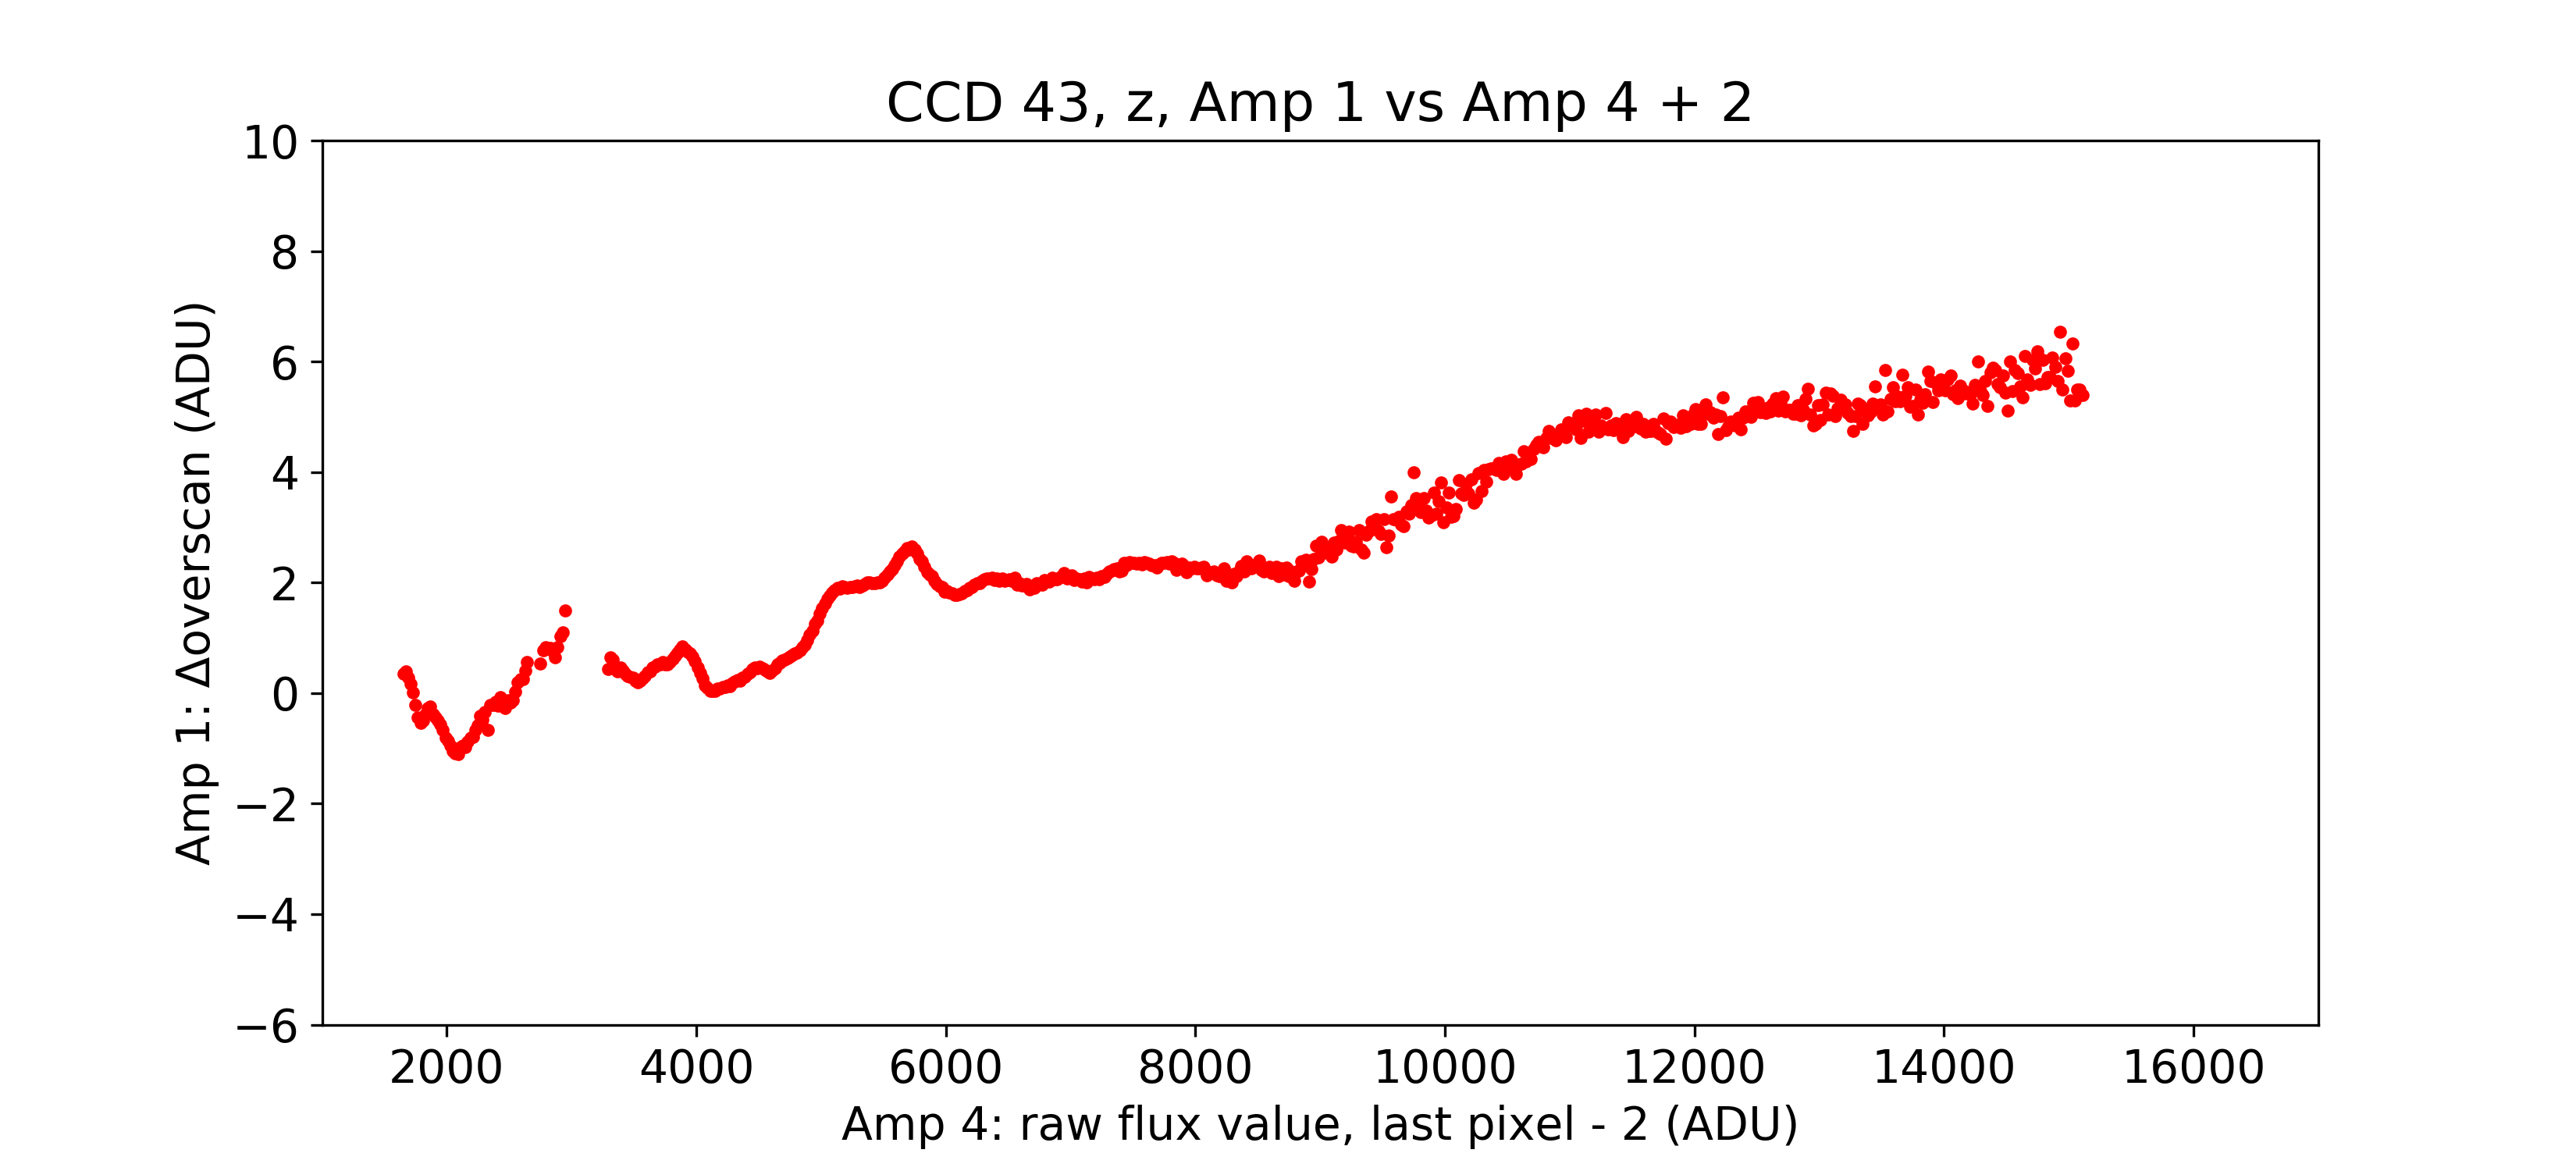 CCD 43, z, Amp 1 vs Amp 4 + 2
10
8
6
4
2
0
−2
−4
−6
Amp 1: Δoverscan (ADU)
2000 4000 6000 8000 10000 12000 14000 16000
Amp 4: raw flux value, last pixel - 2 (ADU)